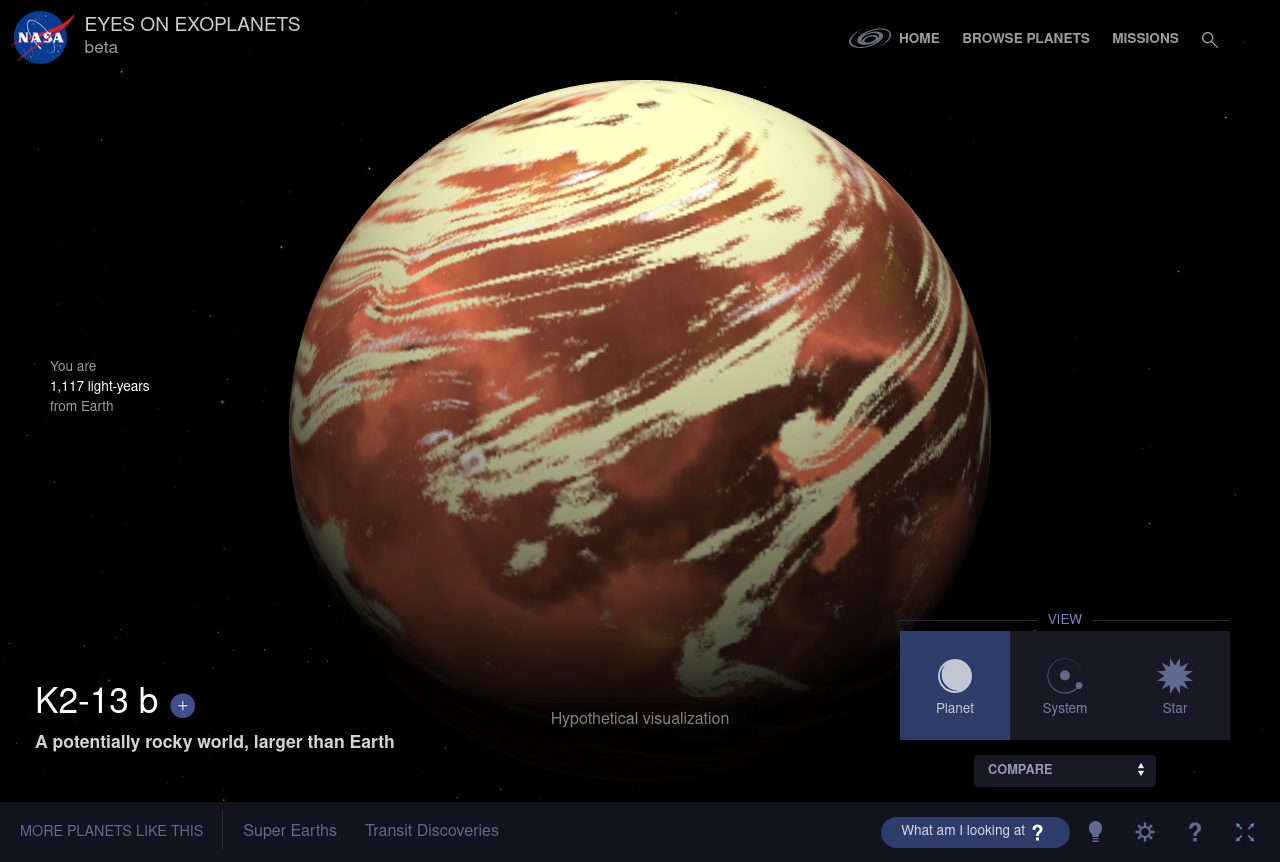 NASA
EYES ON EXOPLANETS
beta
HOME
BROWSE PLANETS
MISSIONS
You are
1,117 light-years
from Earth
VIEW
Planet
System
Star
K2-13 b +
A potentially rocky world, larger than Earth
Hypothetical visualization
COMPARE
MORE PLANETS LIKE THIS
Super Earths
Transit Discoveries
What am I looking at ?
?